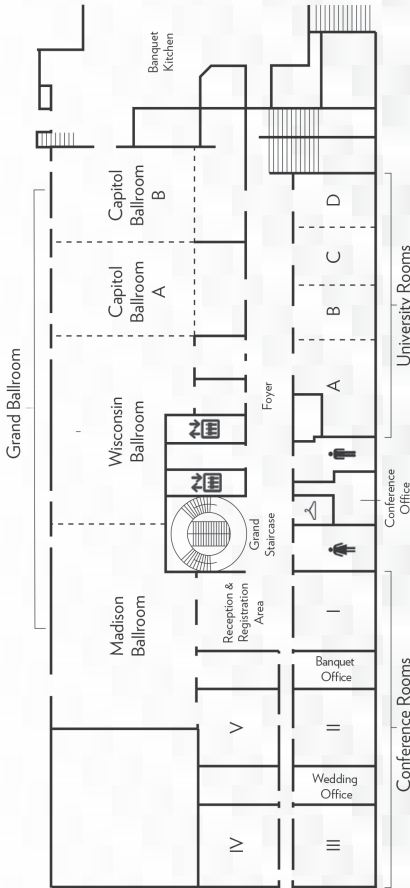 Banquet
Kitchen
Grand Ballroom
Capitol
Ballroom
B
Capitol
Ballroom
A
Wisconsin
Ballroom
Madison
Ballroom
Foyer
Grand
Staircase
Reception &
Registration
Area
University Rooms
D
C
B
A
Conference
Office
Conference Rooms
I
Banquet
Office
II
Wedding
Office
III
V
IV